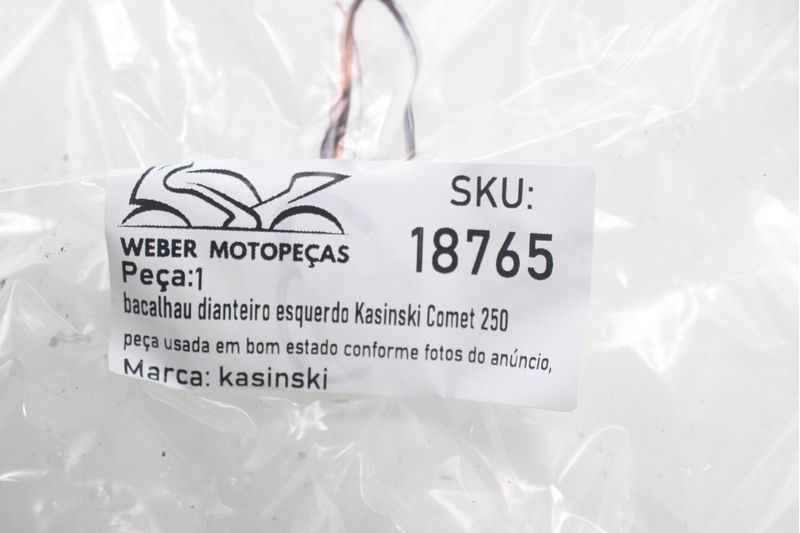 WEBER MOTOPEÇAS
SKU:
18765
Peça:1
bacalhau dianteiro esquerdo Kasinski Comet 250
peça usada em bom estado conforme fotos do anúncio,
Marca: kasinski